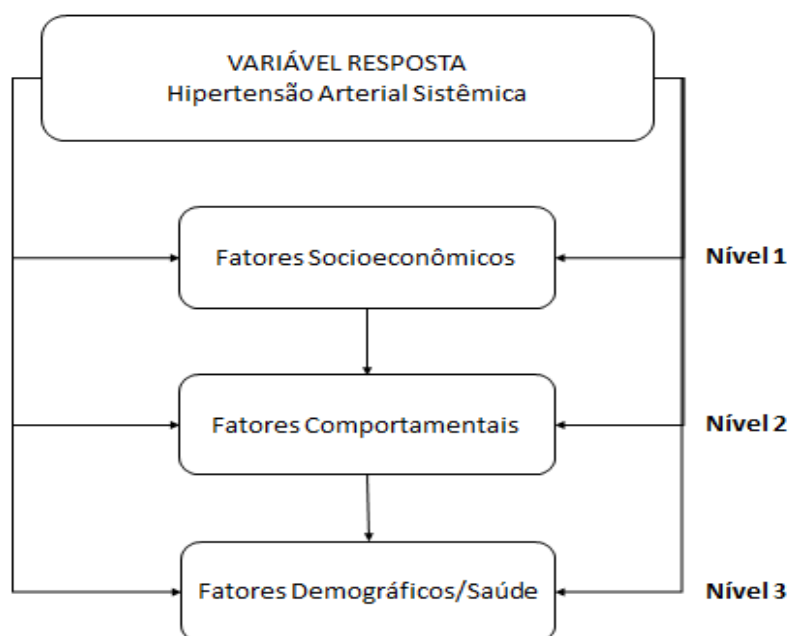 VARIÁVEL RESPOSTA
Hipertensão Arterial Sistêmica
Fatores Socioeconômicos
Nível 1
Fatores Comportamentais
Nível 2
Fatores Demográficos/Saúde
Nível 3